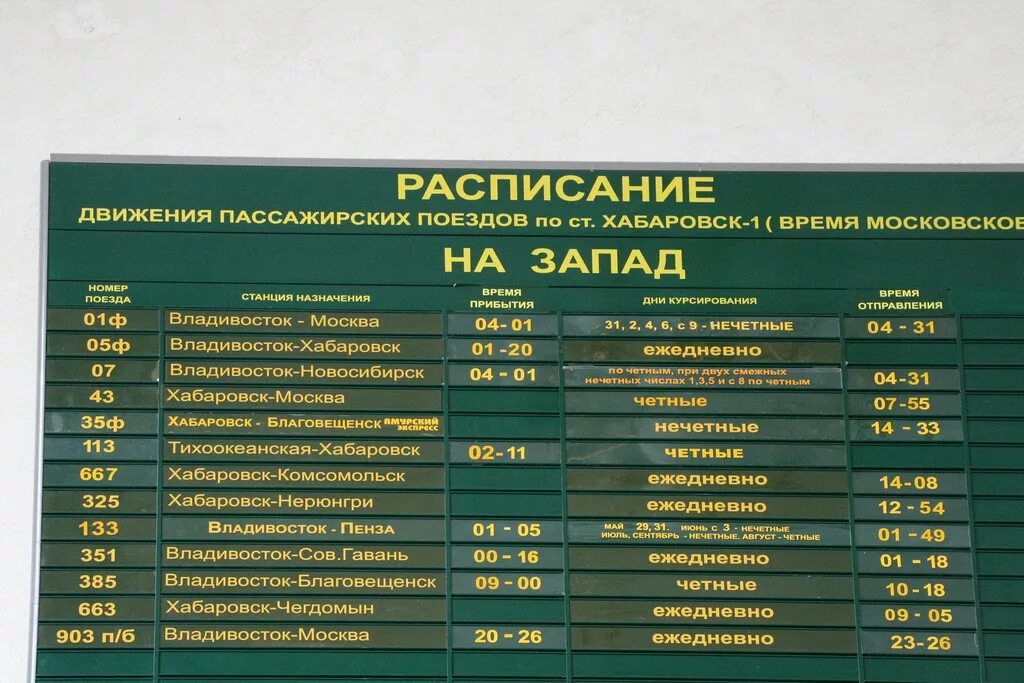 РАСПИСАНИЕ
ДВИЖЕНИЯ ПАССАЖИРСКИХ ПОЕЗДОВ по ст. ХАБАРОВСК-1 ( ВРЕМЯ МОСКОВСКОЕ
НА ЗАПАД
НОМЕР ПОЕЗДА СТАНЦИЯ НАЗНАЧЕНИЯ ВРЕМЯ ПРИБЫТИЯ ДНИ КУРСИРОВАНИЯ ВРЕМЯ ОТПРАВЛЕНИЯ
01ф Владивосток - Москва 04-01 31, 2, 4, 6, с 9 - НЕЧЕТНЫЕ 04 - 31
05ф Владивосток-Хабаровск 01 -20 ежедневно
07 Владивосток-Новосибирск 04 - 01 по четным, при двух смежных нечетных числах 1,3,5 и с 8 по четным 04-31
43 Хабаровск-Москва четные 07-55
35ф Хабаровск - Благовещенск АМУРСКИЙ ЭКСПРЕСС нечетные 14 - 33
113 Тихоокеанская-Хабаровск 02-11 четные
667 Хабаровск-Комсомольск ежедневно 14-08
325 Хабаровск-Нерюнгри ежедневно 12-54
133 Владивосток - Пенза 01 - 05 МАЙ 29, 31. ИЮНЬ с 3 - НЕЧЕТНЫЕ ИЮЛЬ, СЕНТЯБРЬ - НЕЧЕТНЫЕ. АВГУСТ - ЧЕТНЫЕ 01 -49
351 Владивосток-Сов.Гавань 00 - 16 ежедневно 01 - 18
385 Владивосток-Благовещенск 09 - 00 четные 10-18
663 Хабаровск-Чегдомын ежедневно 09 - 05
903 п/б Владивосток-Москва 20 - 26 ежедневно 23-26